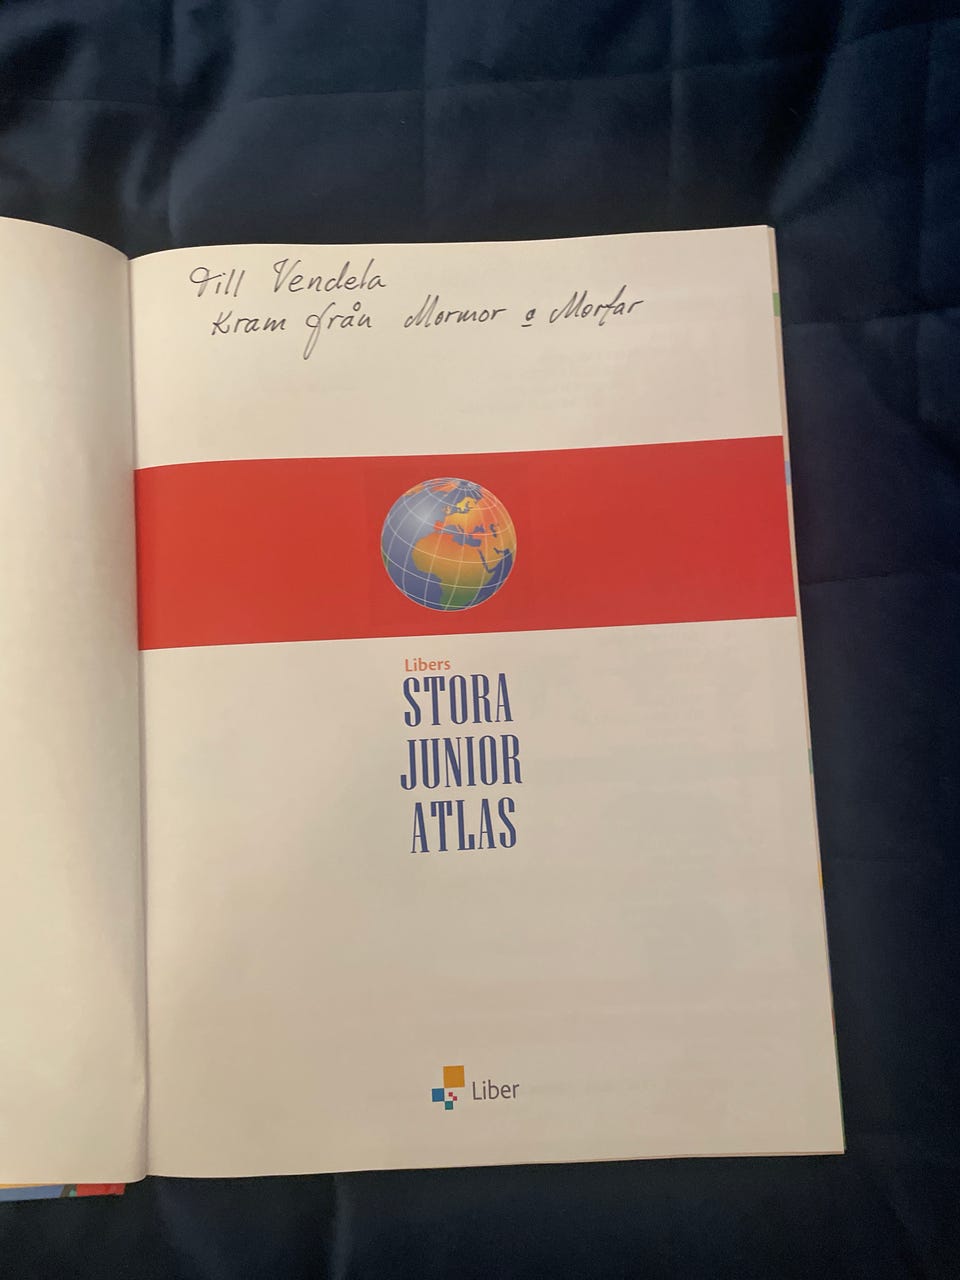 Till Vendela
Kram från Mormor o Morfar
Libers
STORA
JUNIOR
ATLAS
Liber